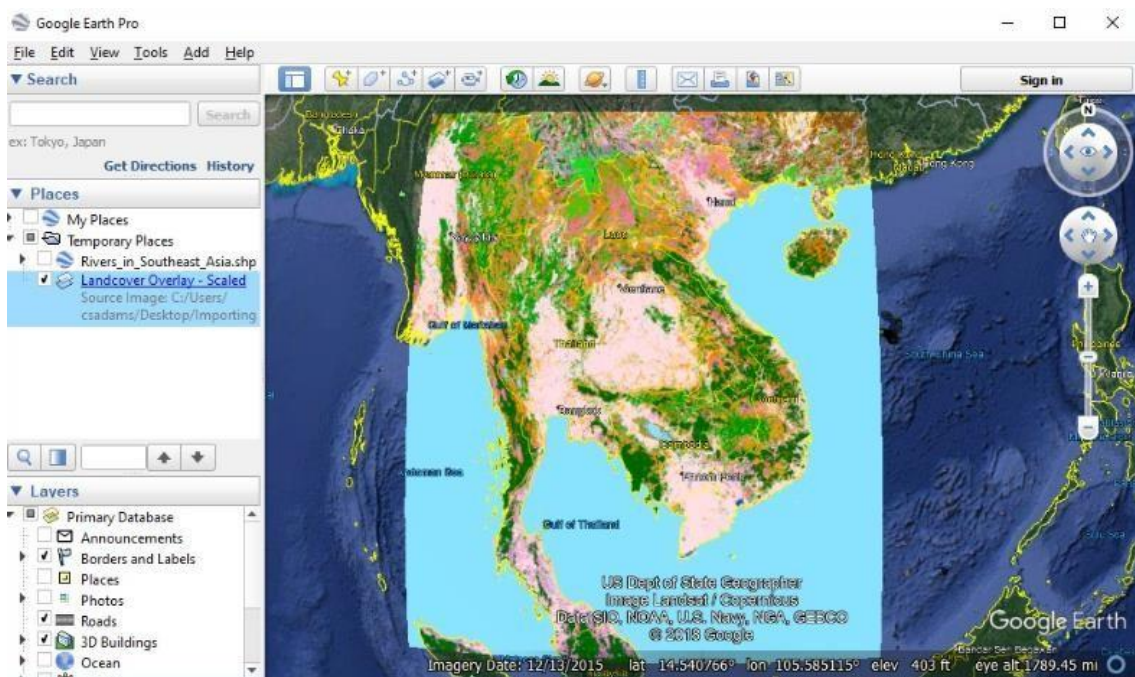 Google Earth Pro
File Edit View Tools Add Help
▼ Search
Search
ex: Tokyo, Japan
Get Directions History
▼ Places
My Places
Temporary Places
Rivers_in_Southeast_Asia.shp
Landcover Overlay - Scaled
Source Image: C:/Users/
csadams/Desktop/Importing
▼ Layers
Primary Database
Announcements
Borders and Labels
Places
Photos
Roads
3D Buildings
Ocean
Sign in
N
Dhaka
Hong Kong
Hanoi
Laos
Vientiane
Thailand
Bangkok
Cambodia
Gulf of Thailand
South China Sea
US Dept of State Geographer
Image Landsat / Copernicus
Data SIO, NOAA, U.S. Navy, NGA, GEBCO
© 2018 Google
Google Earth
Imagery Date: 12/13/2015 lat 14.540766° lon 105.585115° elev 403 ft eye alt 1789.45 mi